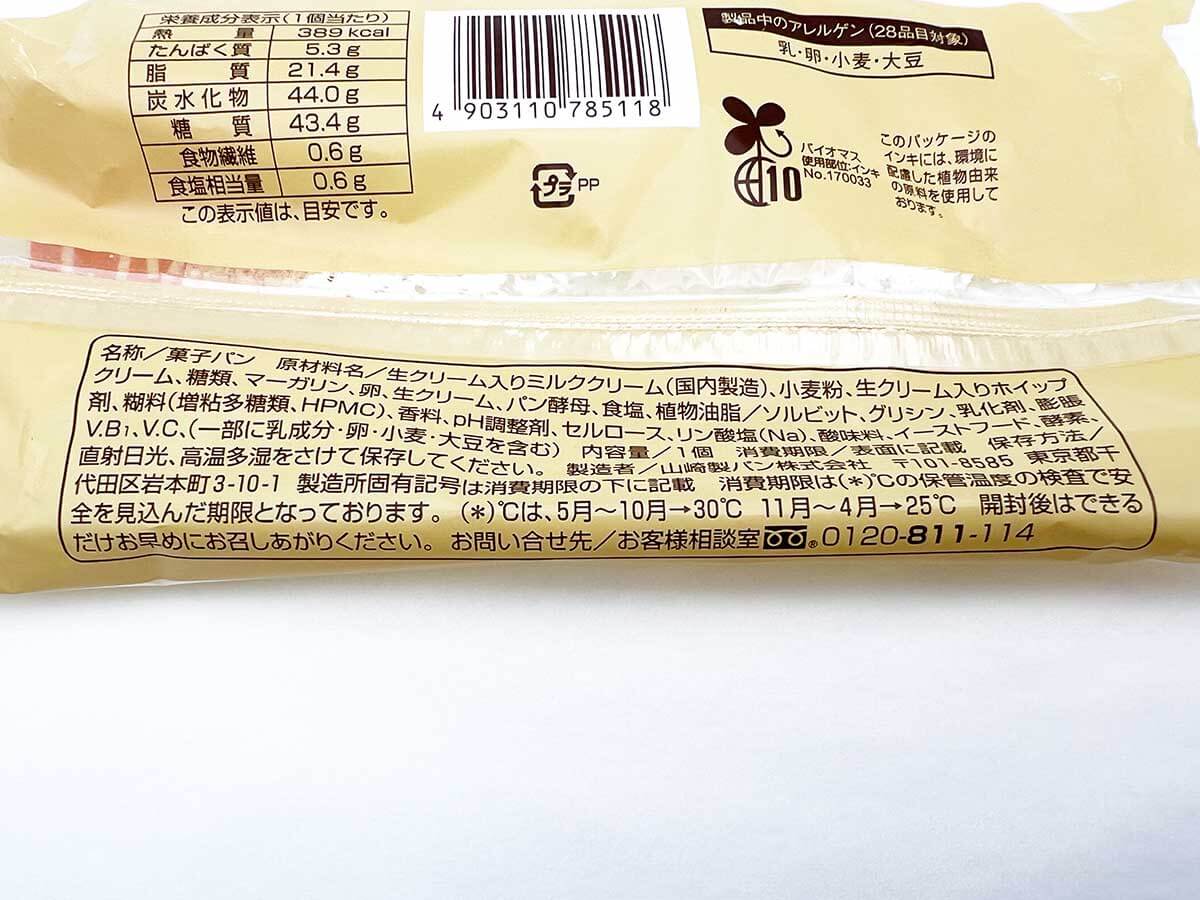 栄養成分表示(1個当たり)
熱量 389kcal
たんぱく質 5.3g
脂質 21.4g
炭水化物 44.0g
糖質 43.4g
食物繊維 0.6g
食塩相当量 0.6g
この表示値は、目安です。
4 903110 785118
プラ PP
製品中のアレルゲン(28品目対象)
乳・卵・小麦・大豆
バイオマス
使用部位:インキ
No.170033
10
このパッケージの
インキには、環境に
配慮した植物由来
の原料を使用して
おります。
名称/菓子パン 原材料名/生クリーム入りミルククリーム(国内製造)、小麦粉、生クリーム入りホイップ
クリーム、糖類、マーガリン、卵、生クリーム、パン酵母、食塩、植物油脂/ソルビット、グリシン、乳化剤、膨脹
剤、糊料(増粘多糖類、HPMC)、香料、pH調整剤、セルロース、リン酸塩(Na)、酸味料、イーストフード、酵素、
V.B1、V.C、(一部に乳成分・卵・小麦・大豆を含む) 内容量/1個 消費期限/表面に記載 保存方法/
直射日光、高温多湿をさけて保存してください。 製造者/山崎製パン株式会社 〒101-8585 東京都千
代田区岩本町3-10-1 製造所固有記号は消費期限の下に記載 消費期限は(*)℃の保管温度の検査で安
全を見込んだ期限となっております。(*)℃は、5月~10月→30℃ 11月~4月→25℃ 開封後はできる
だけお早めにお召しあがりください。 お問い合せ先/お客様相談室 ® 0120-811-114